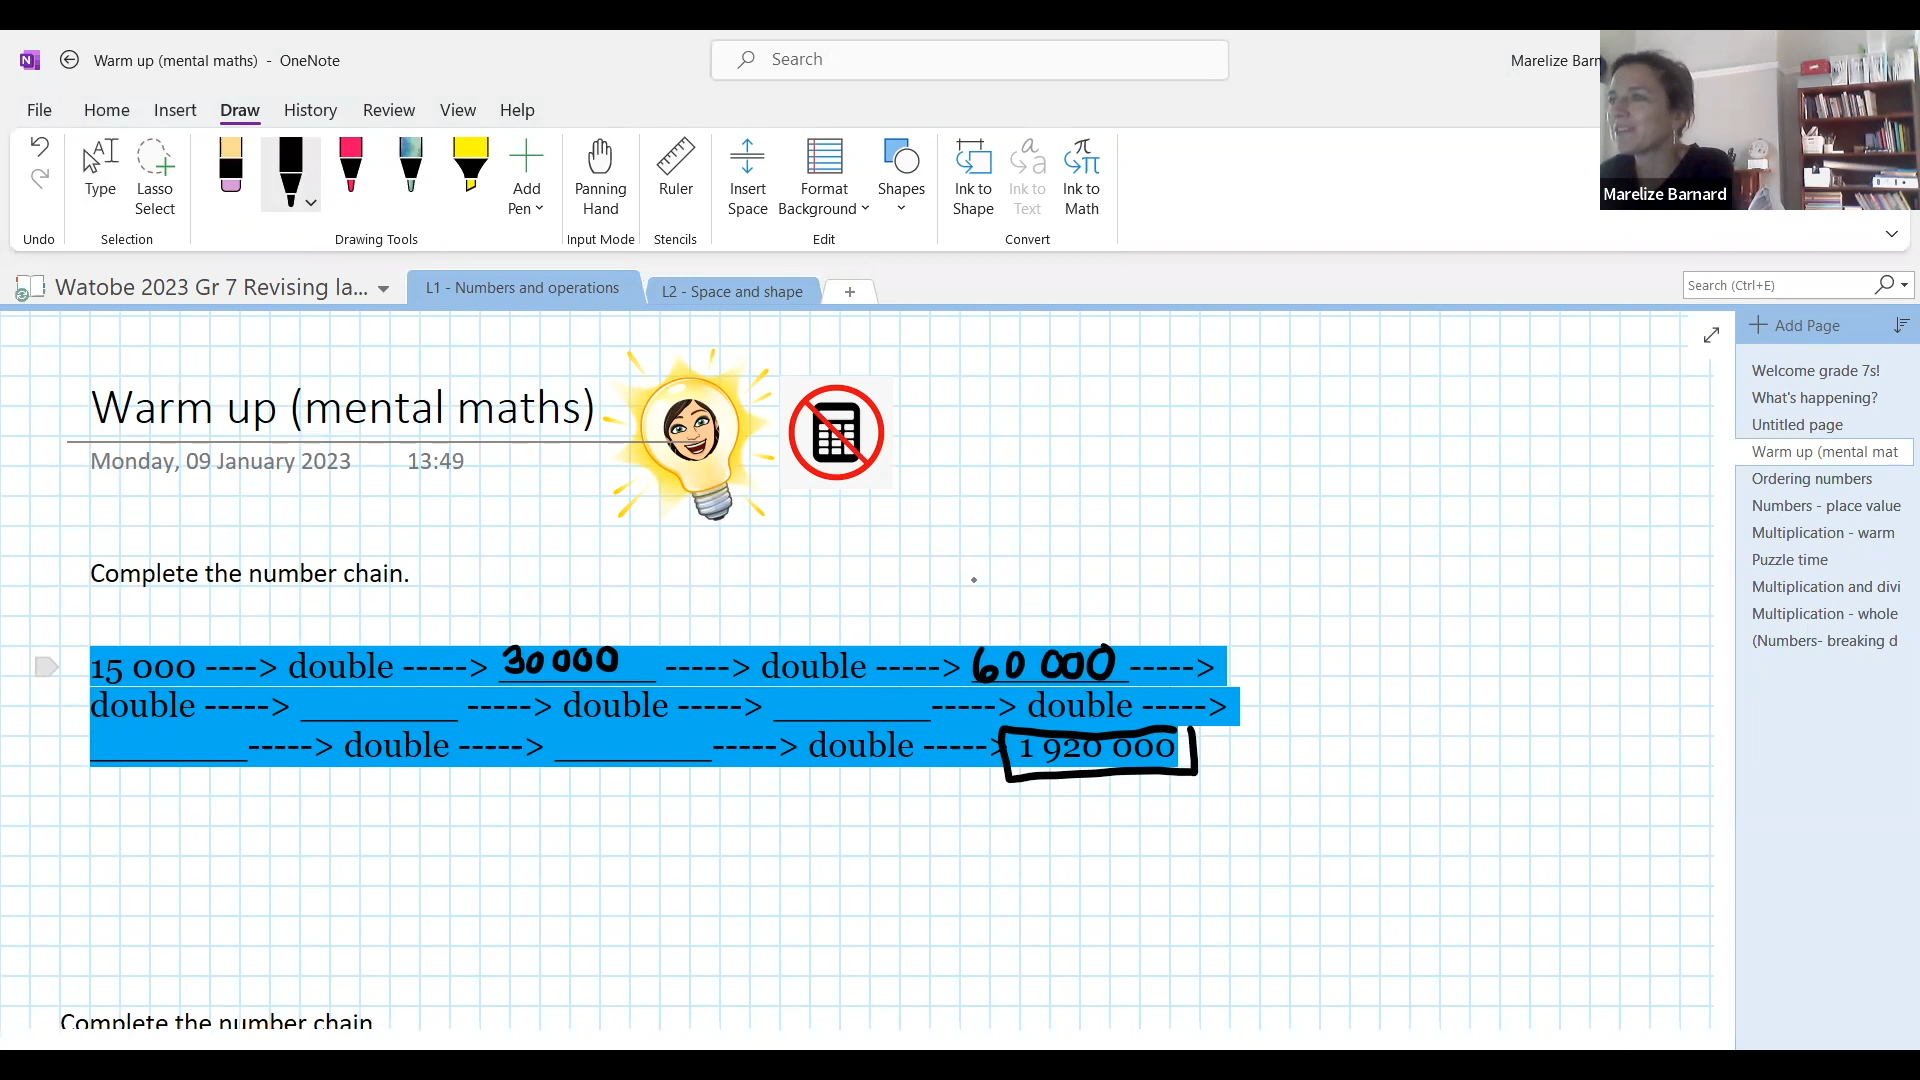 Warm up (mental maths) - OneNote
Search
Marelize Barn
File Home Insert Draw History Review View Help
Type
Lasso Select
Add Pen
Panning Hand
Ruler
Insert Space
Format Background
Shapes
Ink to Shape
Ink to Text
Ink to Math
Undo
Selection
Drawing Tools
Input Mode
Stencils
Edit
Convert
Marelize Barnard
Watobe 2023 Gr 7 Revising la...
L1 - Numbers and operations
L2 - Space and shape
Search (Ctrl+E)
Add Page
Welcome grade 7s!
What's happening?
Untitled page
Warm up (mental mat
Ordering numbers
Numbers - place value
Multiplication - warm
Puzzle time
Multiplication and divi
Multiplication - whole
(Numbers- breaking d
Warm up (mental maths)
Monday, 09 January 2023 13:49
Complete the number chain.
15 000 ----> double -----> 30 000 -----> double -----> 60 000 ----->
double -----> _________ -----> double -----> _________-----> double ----->
_________-----> double -----> _________-----> double -----> 1 920 000
Complete the number chain